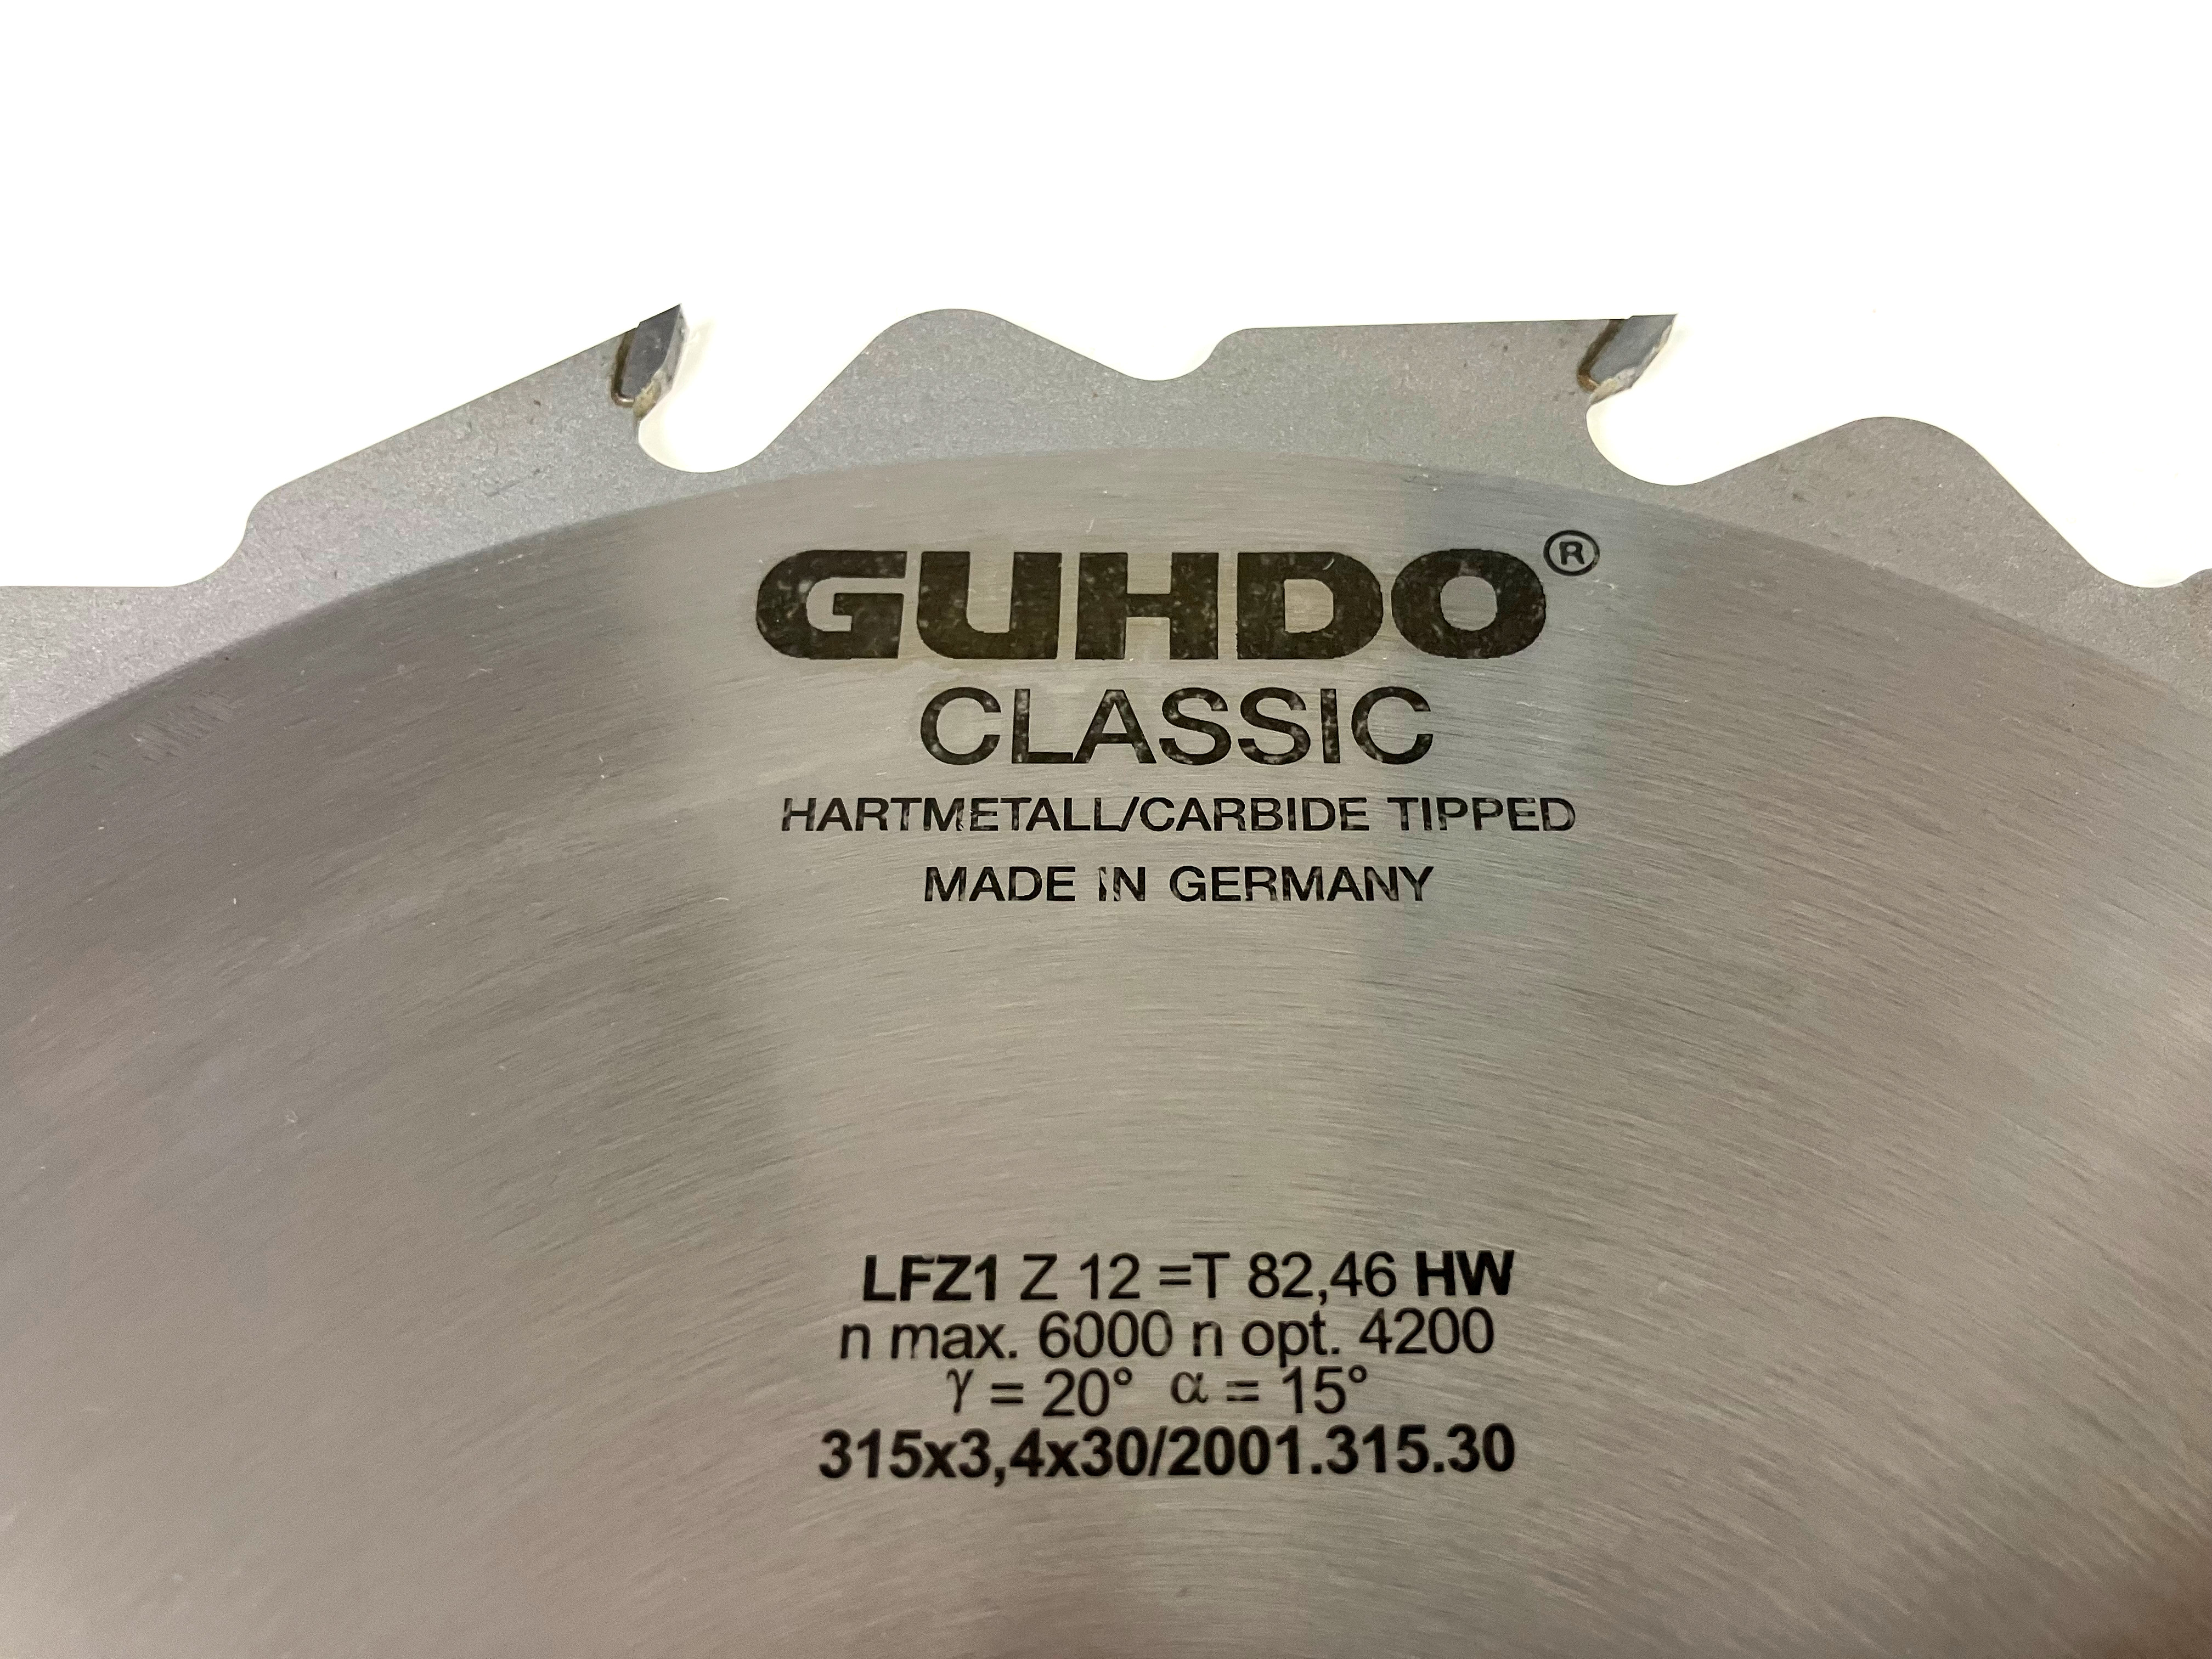 GUHDO®
CLASSIC
HARTMETALL/CARBIDE TIPPED
MADE IN GERMANY
LFZ1 Z 12 =T 82,46 HW
n max. 6000 n opt. 4200
γ = 20° α = 15°
315x3,4x30/2001.315.30